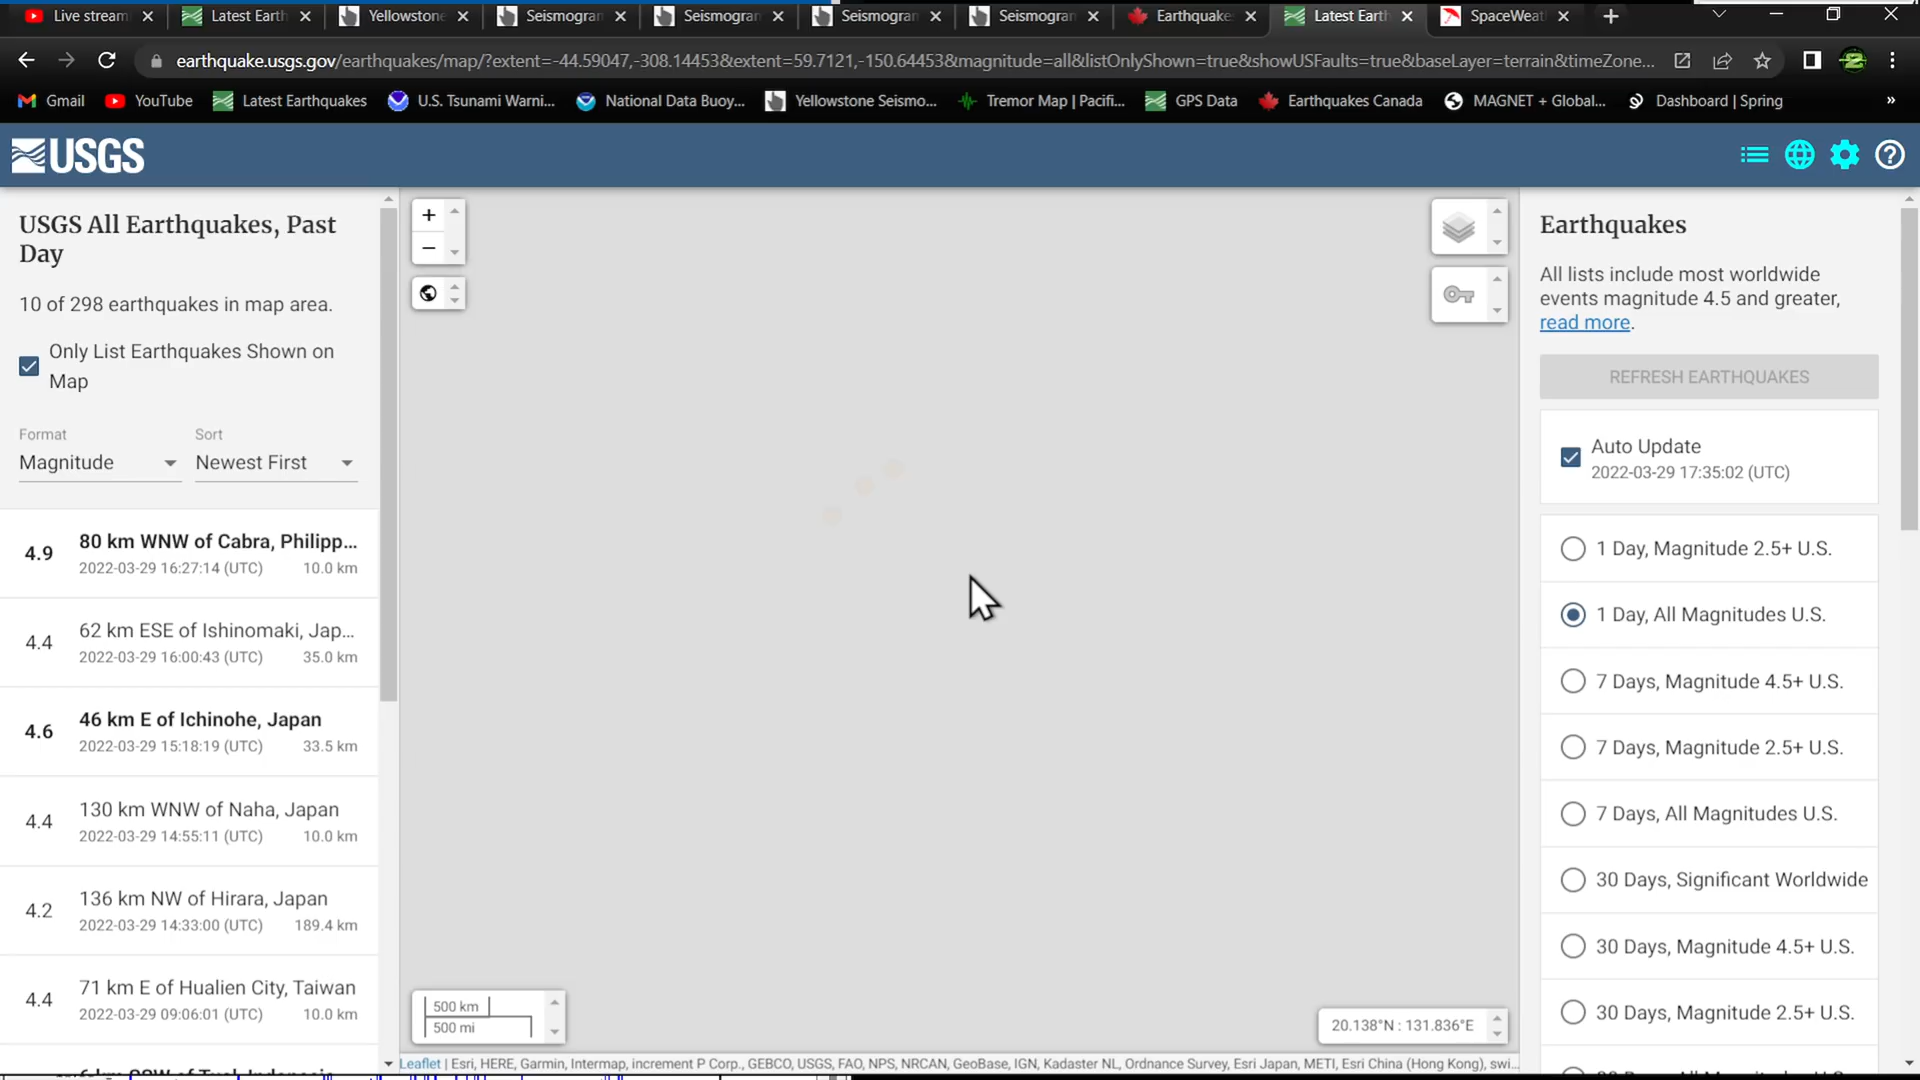 Live stream
Latest Earth
Yellowstone
Seismogram
Seismogram
Seismogram
Seismogram
Earthquake
Latest Earth
SpaceWeat
earthquake.usgs.gov/earthquakes/map/?extent=-44.59047,-308.14453&extent=59.7121,-150.64453&magnitude=all&listOnlyShown=true&showUSFaults=true&baseLayer=terrain&timeZone...
Gmail
YouTube
Latest Earthquakes
U.S. Tsunami Warni...
National Data Buoy...
Yellowstone Seismo...
Tremor Map | Pacifi...
GPS Data
Earthquakes Canada
MAGNET + Global...
Dashboard | Spring
»
USGS
USGS All Earthquakes, Past
Day
10 of 298 earthquakes in map area.
Only List Earthquakes Shown on
Map
Format
Magnitude
Sort
Newest First
4.9
80 km WNW of Cabra, Philipp...
2022-03-29 16:27:14 (UTC) 10.0 km
4.4
62 km ESE of Ishinomaki, Jap...
2022-03-29 16:00:43 (UTC) 35.0 km
4.6
46 km E of Ichinohe, Japan
2022-03-29 15:18:19 (UTC) 33.5 km
4.4
130 km WNW of Naha, Japan
2022-03-29 14:55:11 (UTC) 10.0 km
4.2
136 km NW of Hirara, Japan
2022-03-29 14:33:00 (UTC) 189.4 km
4.4
71 km E of Hualien City, Taiwan
2022-03-29 09:06:01 (UTC) 10.0 km
+
−
500 km
500 mi
20.138°N : 131.836°E
Leaflet | Esri, HERE, Garmin, Intermap, increment P Corp., GEBCO, USGS, FAO, NPS, NRCAN, GeoBase, IGN, Kadaster NL, Ordnance Survey, Esri Japan, METI, Esri China (Hong Kong), swi...
Earthquakes
All lists include most worldwide
events magnitude 4.5 and greater,
read more.
REFRESH EARTHQUAKES
Auto Update
2022-03-29 17:35:02 (UTC)
1 Day, Magnitude 2.5+ U.S.
1 Day, All Magnitudes U.S.
7 Days, Magnitude 4.5+ U.S.
7 Days, Magnitude 2.5+ U.S.
7 Days, All Magnitudes U.S.
30 Days, Significant Worldwide
30 Days, Magnitude 4.5+ U.S.
30 Days, Magnitude 2.5+ U.S.